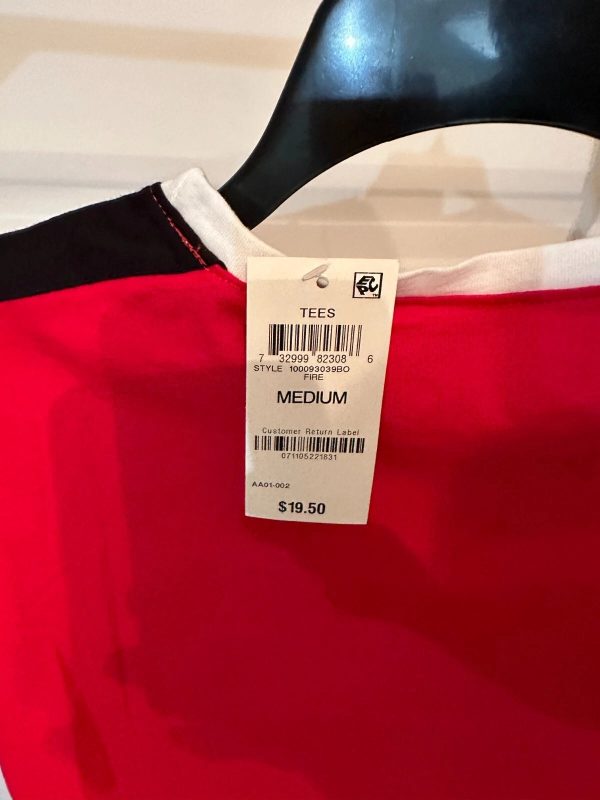 TEES
7 32999 82308 6
STYLE 100093039BO
FIRE
MEDIUM
Customer Return Label
071105221831
AA01-002
$19.50